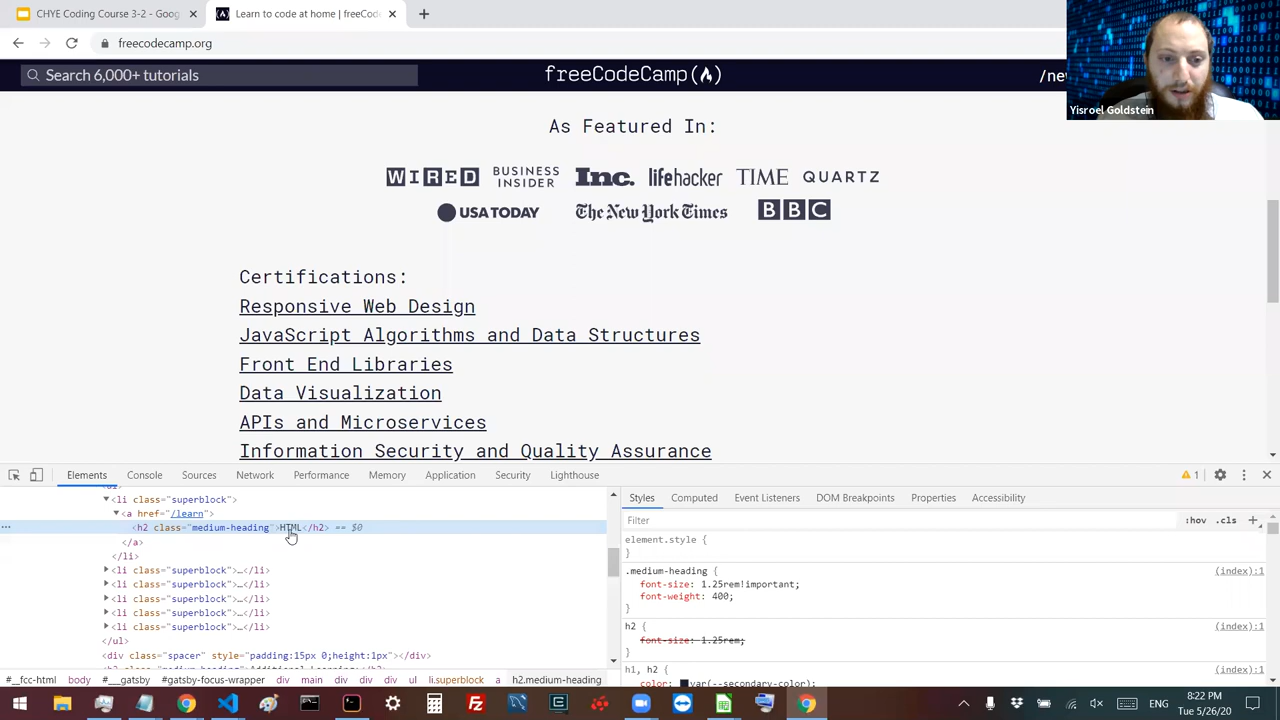 CHYE Coding Course 3-2 - Goog
Learn to code at home | freeCode
freecodecamp.org
Search 6,000+ tutorials
freeCodeCamp
/new
Yisroel Goldstein
As Featured In:
WIRED BUSINESS INSIDER Inc. lifehacker TIME QUARTZ
USA TODAY The New York Times BBC
Certifications:
Responsive Web Design
JavaScript Algorithms and Data Structures
Front End Libraries
Data Visualization
APIs and Microservices
Information Security and Quality Assurance
Elements Console Sources Network Performance Memory Application Security Lighthouse 1
<li class="superblock">
<a href="/learn">
<h2 class="medium-heading">HTML</h2> == $0
</a>
</li>
<li class="superblock">…</li>
<li class="superblock">…</li>
<li class="superblock">…</li>
<li class="superblock">…</li>
<li class="superblock">…</li>
</ul>
<div class="spacer" style="padding:15px 0;height:1px"></div>
#__fcc-html body #___gatsby #gatsby-focus-wrapper div main div div ul li.superblock a h2.medium-heading
Styles Computed Event Listeners DOM Breakpoints Properties Accessibility
Filter :hov .cls +
element.style {
}
.medium-heading { (index):1
font-size: 1.25rem!important;
font-weight: 400;
}
h2 { (index):1
font-size: 1.25rem;
}
h1, h2 { (index):1
color: var(--secondary-color);
ENG
8:22 PM
Tue 5/26/20